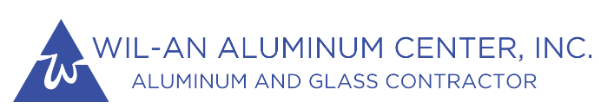 W
WIL-AN ALUMINUM CENTER, INC.
ALUMINUM AND GLASS CONTRACTOR